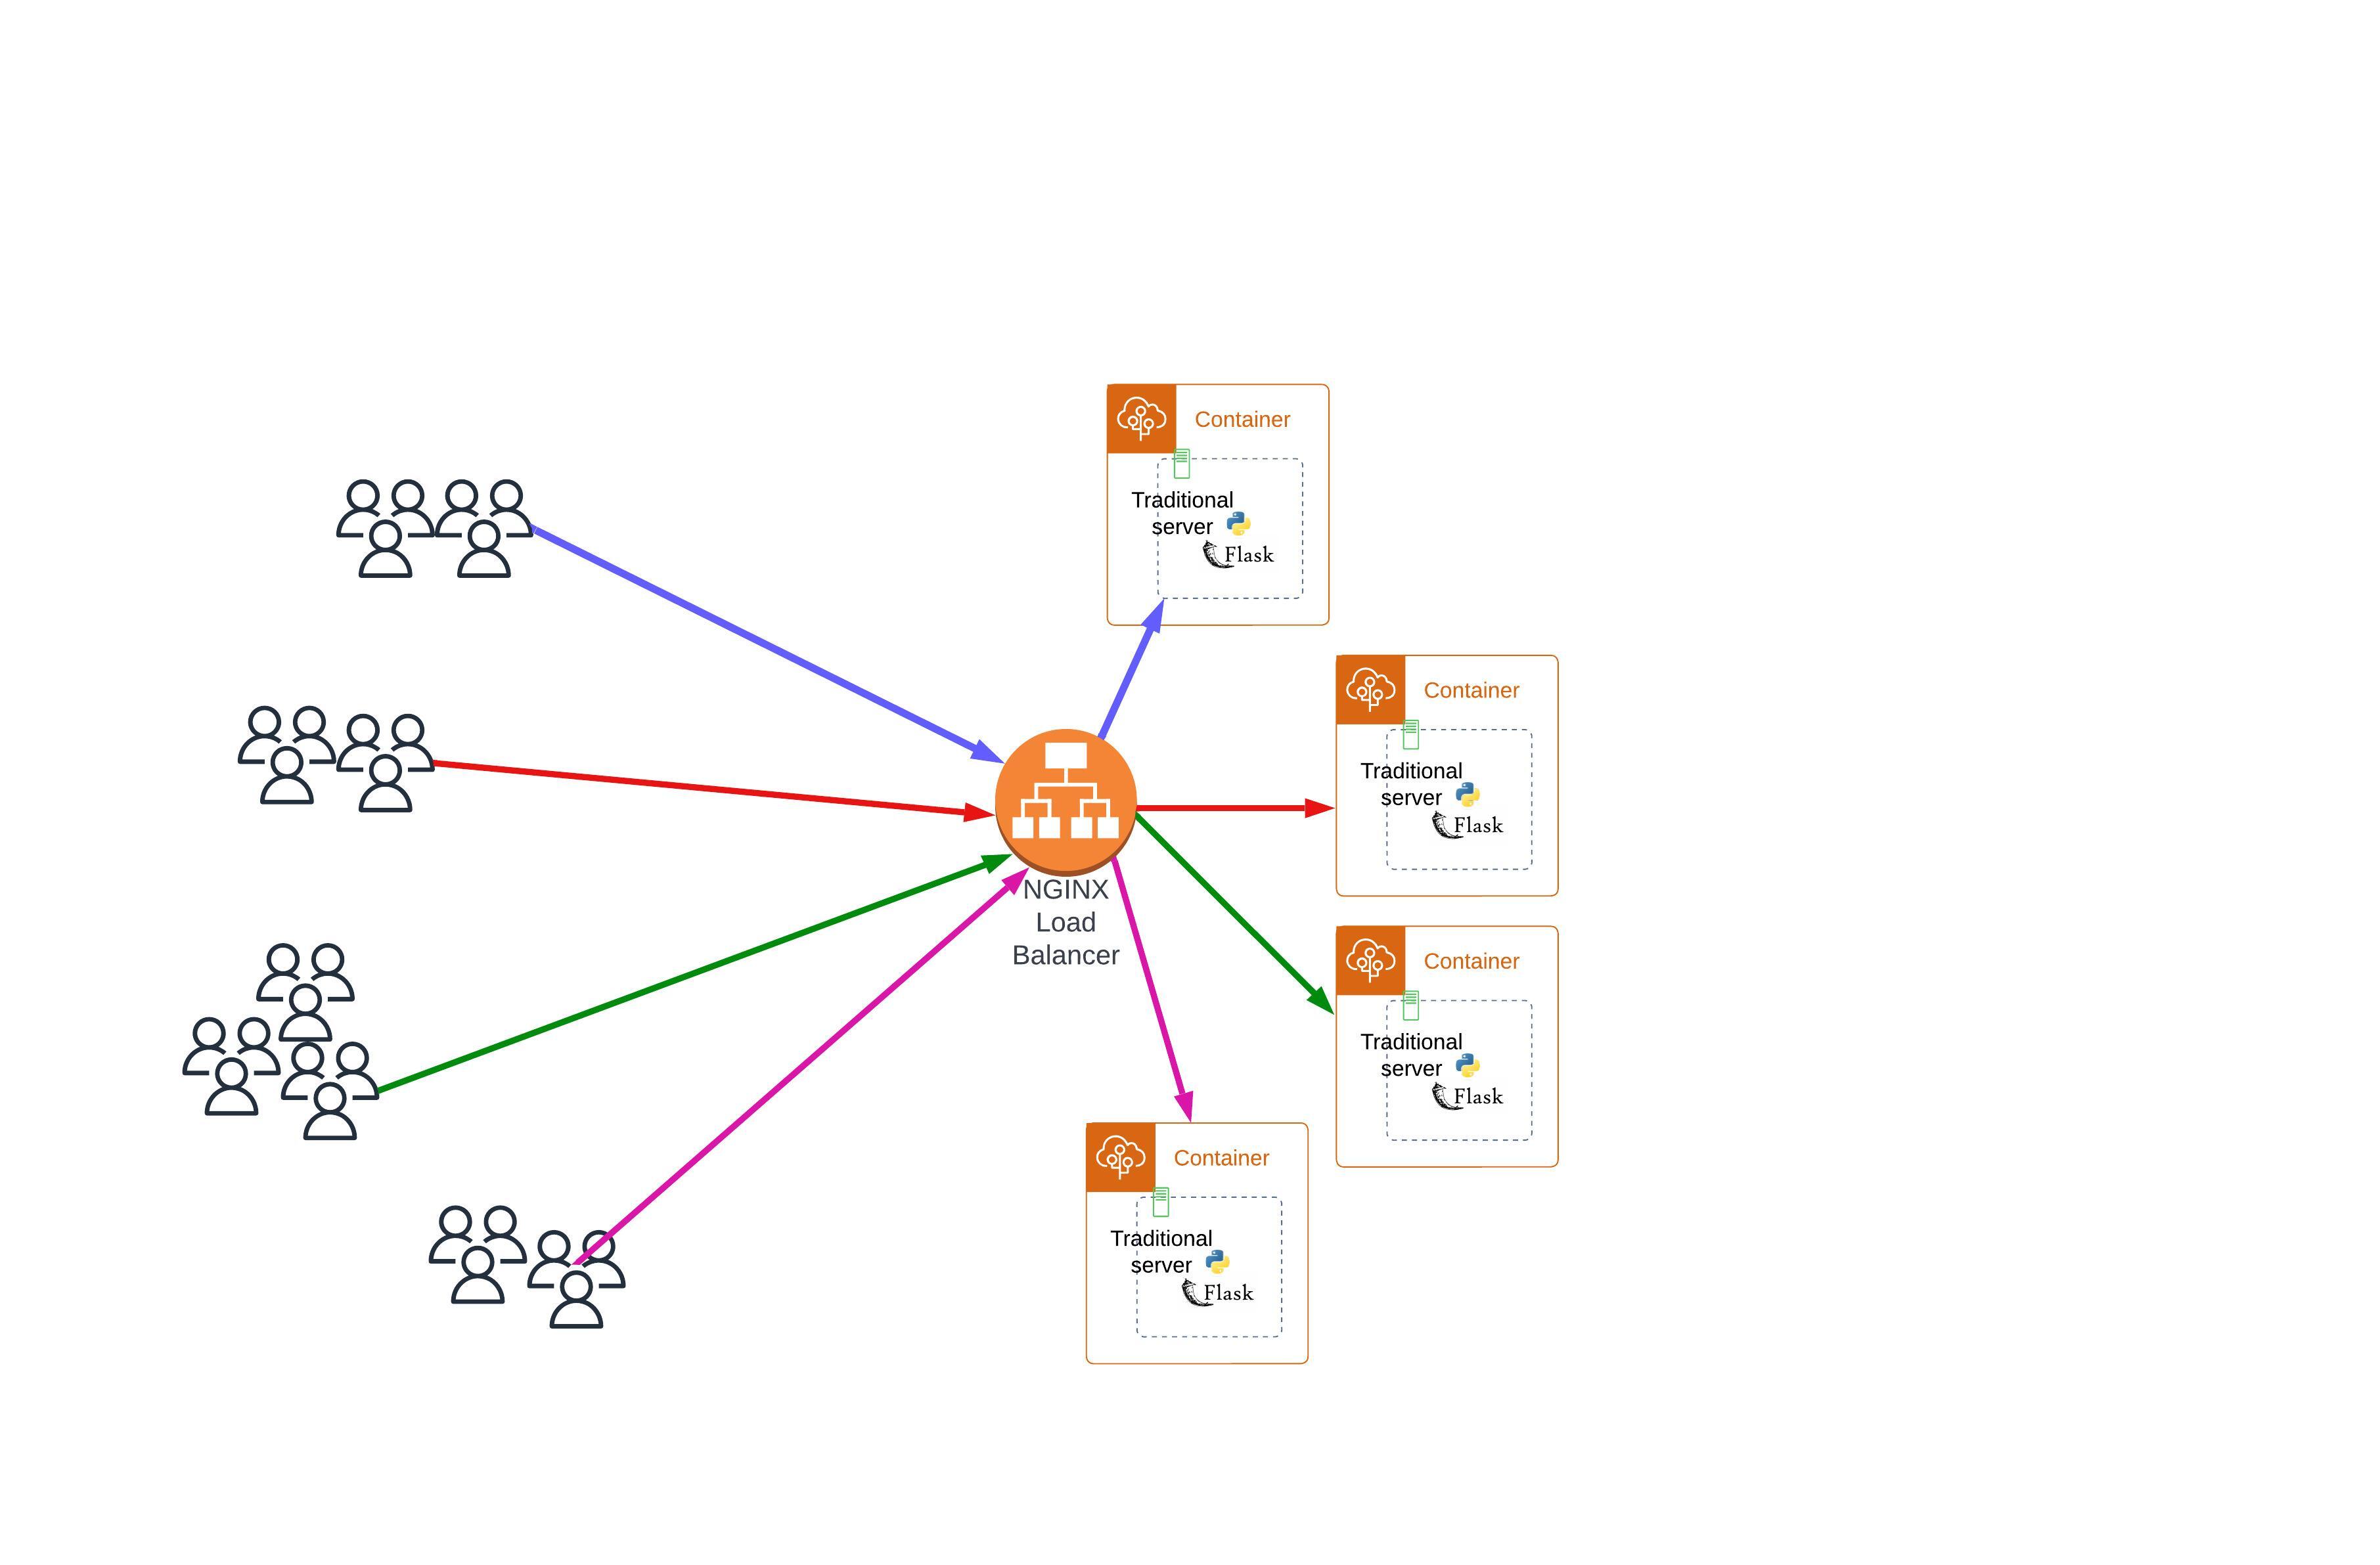 Container
Traditional
server
Flask
Container
Traditional
server
Flask
NGINX
Load
Balancer
Container
Traditional
server
Flask
Container
Traditional
server
Flask